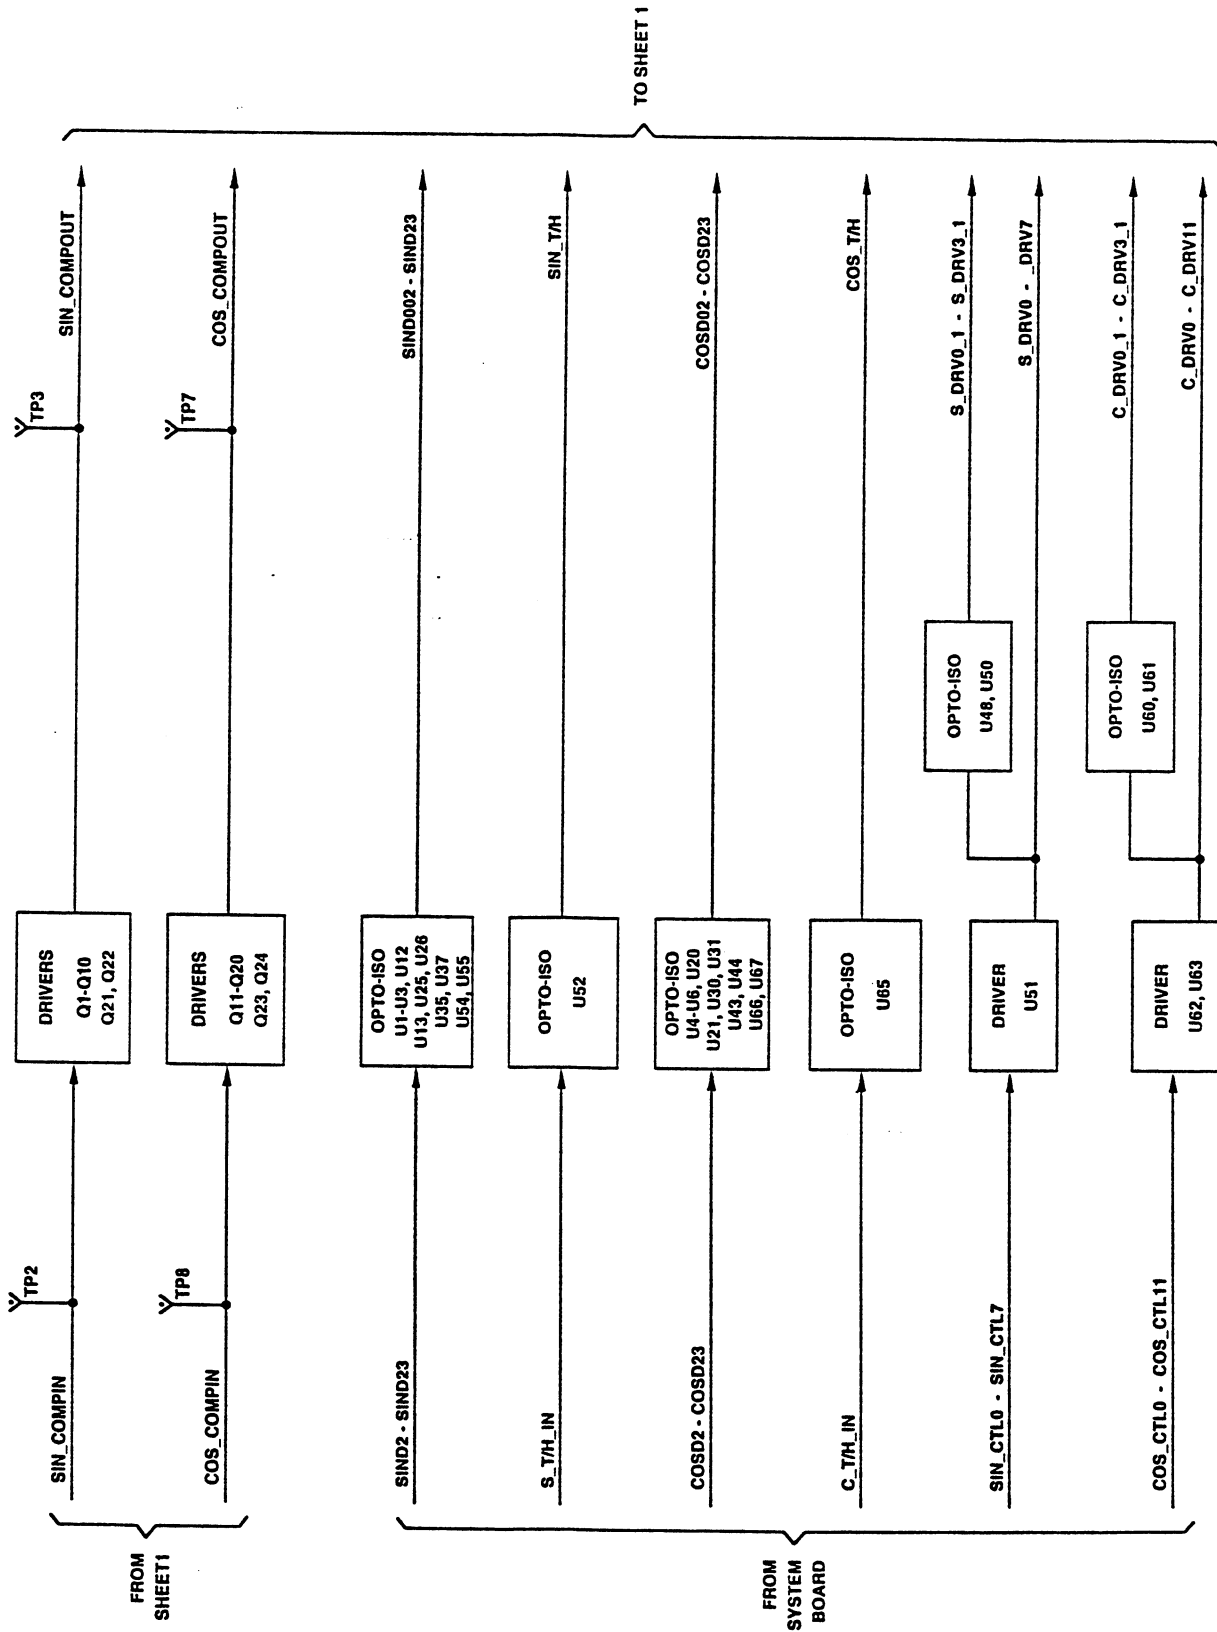 FROM
SHEET1
SIN_COMPIN
TP2
DRIVERS
Q1-Q10
Q21, Q22
TP3
SIN_COMPOUT
COS_COMPIN
TP8
DRIVERS
Q11-Q20
Q23, Q24
TP7
COS_COMPOUT
FROM
SYSTEM
BOARD
SIND2 - SIND23
OPTO-ISO
U1-U3, U12
U13, U25, U26
U35, U37
U54, U55
SIND002 - SIND23
S_T/H_IN
OPTO-ISO
U52
SIN_T/H
COSD2 - COSD23
OPTO-ISO
U4-U6, U20
U21, U30, U31
U43, U44
U66, U67
COSD02 - COSD23
C_T/H_IN
OPTO-ISO
U65
COS_T/H
SIN_CTL0 - SIN_CTL7
DRIVER
U51
OPTO-ISO
U48, U50
S_DRV0_1 - S_DRV3_1
S_DRV0 - _DRV7
COS_CTL0 - COS_CTL11
DRIVER
U62, U63
OPTO-ISO
U60, U61
C_DRV0_1 - C_DRV3_1
C_DRV0 - C_DRV11
TO SHEET 1